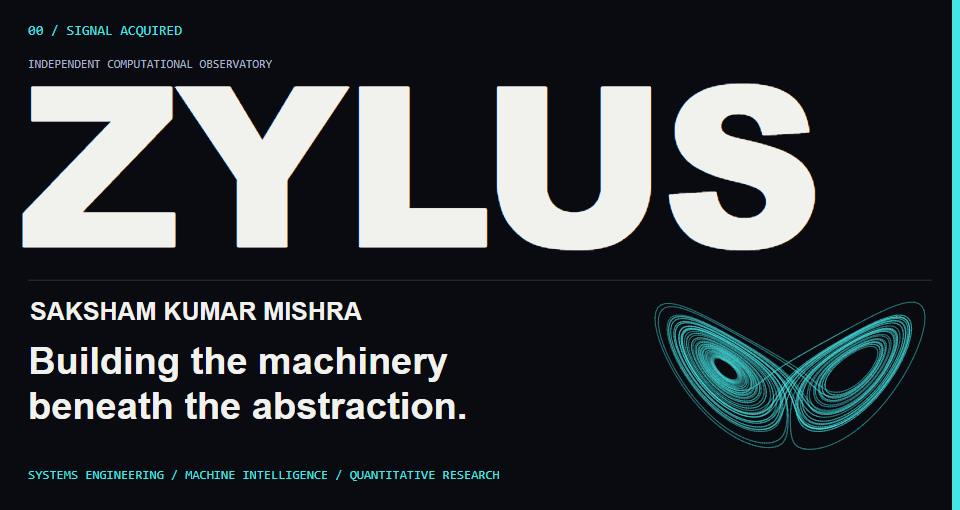 00 / SIGNAL ACQUIRED
INDEPENDENT COMPUTATIONAL OBSERVATORY
ZYLUS
SAKSHAM KUMAR MISHRA
Building the machinery
beneath the abstraction.
SYSTEMS ENGINEERING / MACHINE INTELLIGENCE / QUANTITATIVE RESEARCH